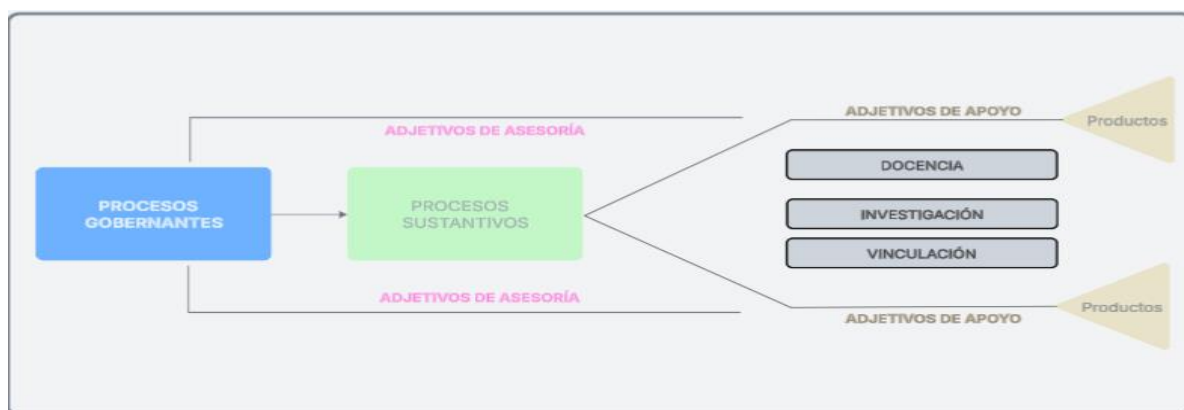 ADJETIVOS DE APOYO
Productos
ADJETIVOS DE ASESORÍA
DOCENCIA
PROCESOS
GOBERNANTES
PROCESOS
SUSTANTIVOS
INVESTIGACIÓN
VINCULACIÓN
ADJETIVOS DE ASESORÍA
Productos
ADJETIVOS DE APOYO